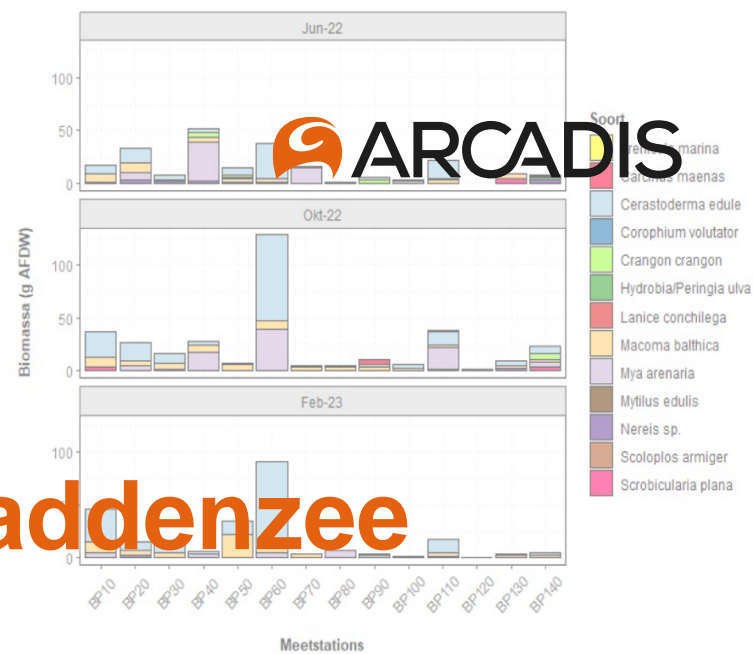 Jun-22
100
50
0
ARCADIS
Soort
Arenicola marina
Carcinus maenas
Cerastoderma edule
Corophium volutator
Crangon crangon
Hydrobia/Peringia ulva
Lanice conchilega
Macoma balthica
Mya arenaria
Mytilus edulis
Nereis sp.
Scoloplos armiger
Scrobicularia plana
Biomassa (g AFDW)
Okt-22
100
50
0
Feb-23
100
0
addenzee
BP10 BP20 BP30 BP40 BP50 BP60 BP70 BP80 BP90 BP100 BP110 BP120 BP130 BP140
Meetstations